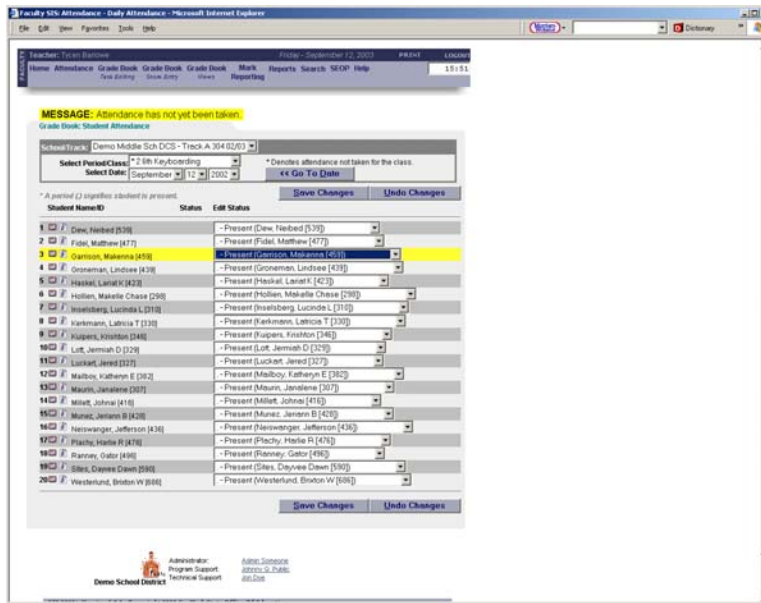 Faculty SIS: Attendance - Daily Attendance - Microsoft Internet Explorer
File Edit View Favorites Tools Help
Dictionary
FACULTY
Teacher: Tycen Barlowe Friday - September 12, 2003 PRINT LOGOUT
Home Attendance Grade Book Grade Book Grade Book Mark Reports Search SEOP Help 15:51
Task Editing Score Entry Views Reporting
MESSAGE: Attendance has not yet been taken.
Grade Book: Student Attendance
School/Track: Demo Middle Sch DCS - Track A 304 02/03
Select Period/Class: * 2 6th Keyboarding * Denotes attendance not taken for the class.
Select Date: September 12 2002 << Go To Date
* A period (.) signifies student is present. Save Changes Undo Changes
Student Name/ID Status Edit Status
1 Dew, Neibed [539] . - Present (Dew, Neibed [539])
2 Fidel, Matthew [477] . - Present (Fidel, Matthew [477])
3 Garrison, Makenna [459] . - Present (Garrison, Makenna [459])
4 Groneman, Lindsee [439] . - Present (Groneman, Lindsee [439])
5 Haskel, Lariat K [423] . - Present (Haskel, Lariat K [423])
6 Hollien, Makelle Chase [298] . - Present (Hollien, Makelle Chase [298])
7 Inselsberg, Lucinda L [310] . - Present (Inselsberg, Lucinda L [310])
8 Kerkmann, Latricia T [330] . - Present (Kerkmann, Latricia T [330])
9 Kuipers, Krishton [346] . - Present (Kuipers, Krishton [346])
10 Lott, Jermiah D [329] . - Present (Lott, Jermiah D [329])
11 Luckart, Jered [327] . - Present (Luckart, Jered [327])
12 Mailboy, Katheryn E [382] . - Present (Mailboy, Katheryn E [382])
13 Maurin, Janalene [307] . - Present (Maurin, Janalene [307])
14 Millett, Johnai [416] . - Present (Millett, Johnai [416])
15 Munez, Jeriann B [428] . - Present (Munez, Jeriann B [428])
16 Neiswanger, Jefferson [436] . - Present (Neiswanger, Jefferson [436])
17 Plachy, Harlie R [476] . - Present (Plachy, Harlie R [476])
18 Ranney, Gator [496] . - Present (Ranney, Gator [496])
19 Sites, Dayvee Dawn [590] . - Present (Sites, Dayvee Dawn [590])
20 Westerlund, Brixton W [686] . - Present (Westerlund, Brixton W [686])
Save Changes Undo Changes
Administrator: Admin Someone
Program Support: Johnny Q. Public
Demo School District Technical Support: Jon Doe